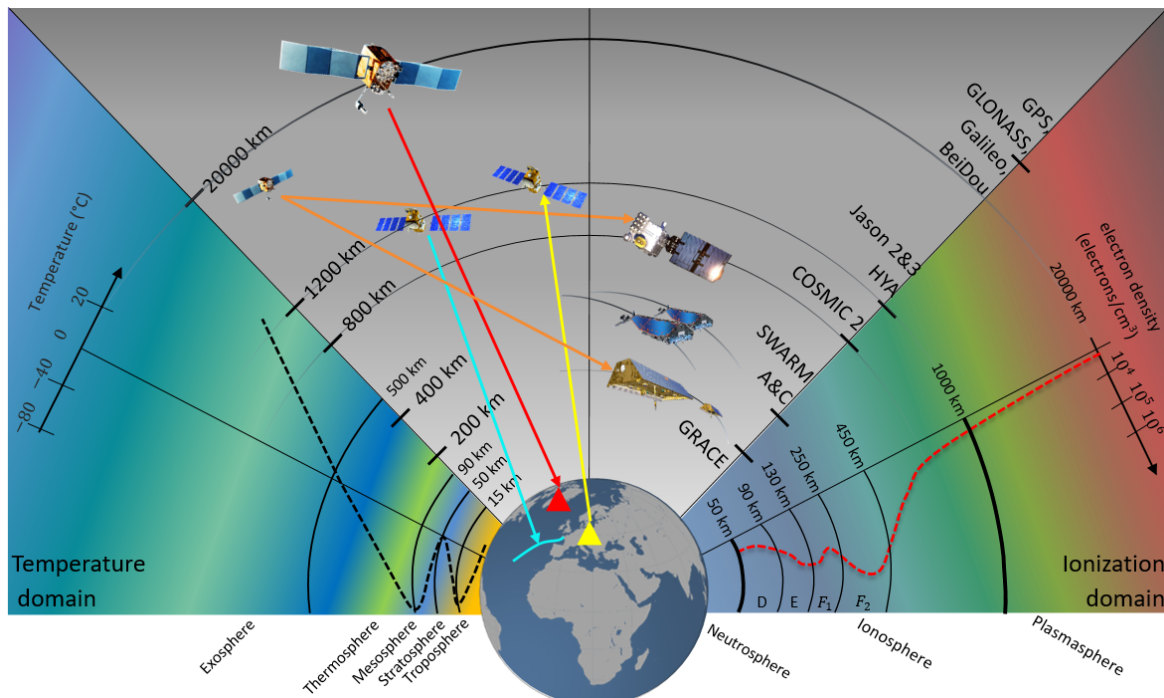 Temperature (°C)
20
0
−40
−80
20000 km
1200 km
800 km
500 km
400 km
200 km
90 km
50 km
15 km
GPS,
GLONASS,
Galileo,
BeiDou
Jason 2&3
HYA
COSMIC 2
SWARM
A&C
GRACE
electron density
(electrons/cm³)
10⁴
10⁵
10⁶
20000 km
1000 km
450 km
250 km
130 km
90 km
50 km
D
E
F₁
F₂
Temperature
domain
Ionization
domain
Exosphere
Thermosphere
Mesosphere
Stratosphere
Troposphere
Neutrosphere
Ionosphere
Plasmasphere